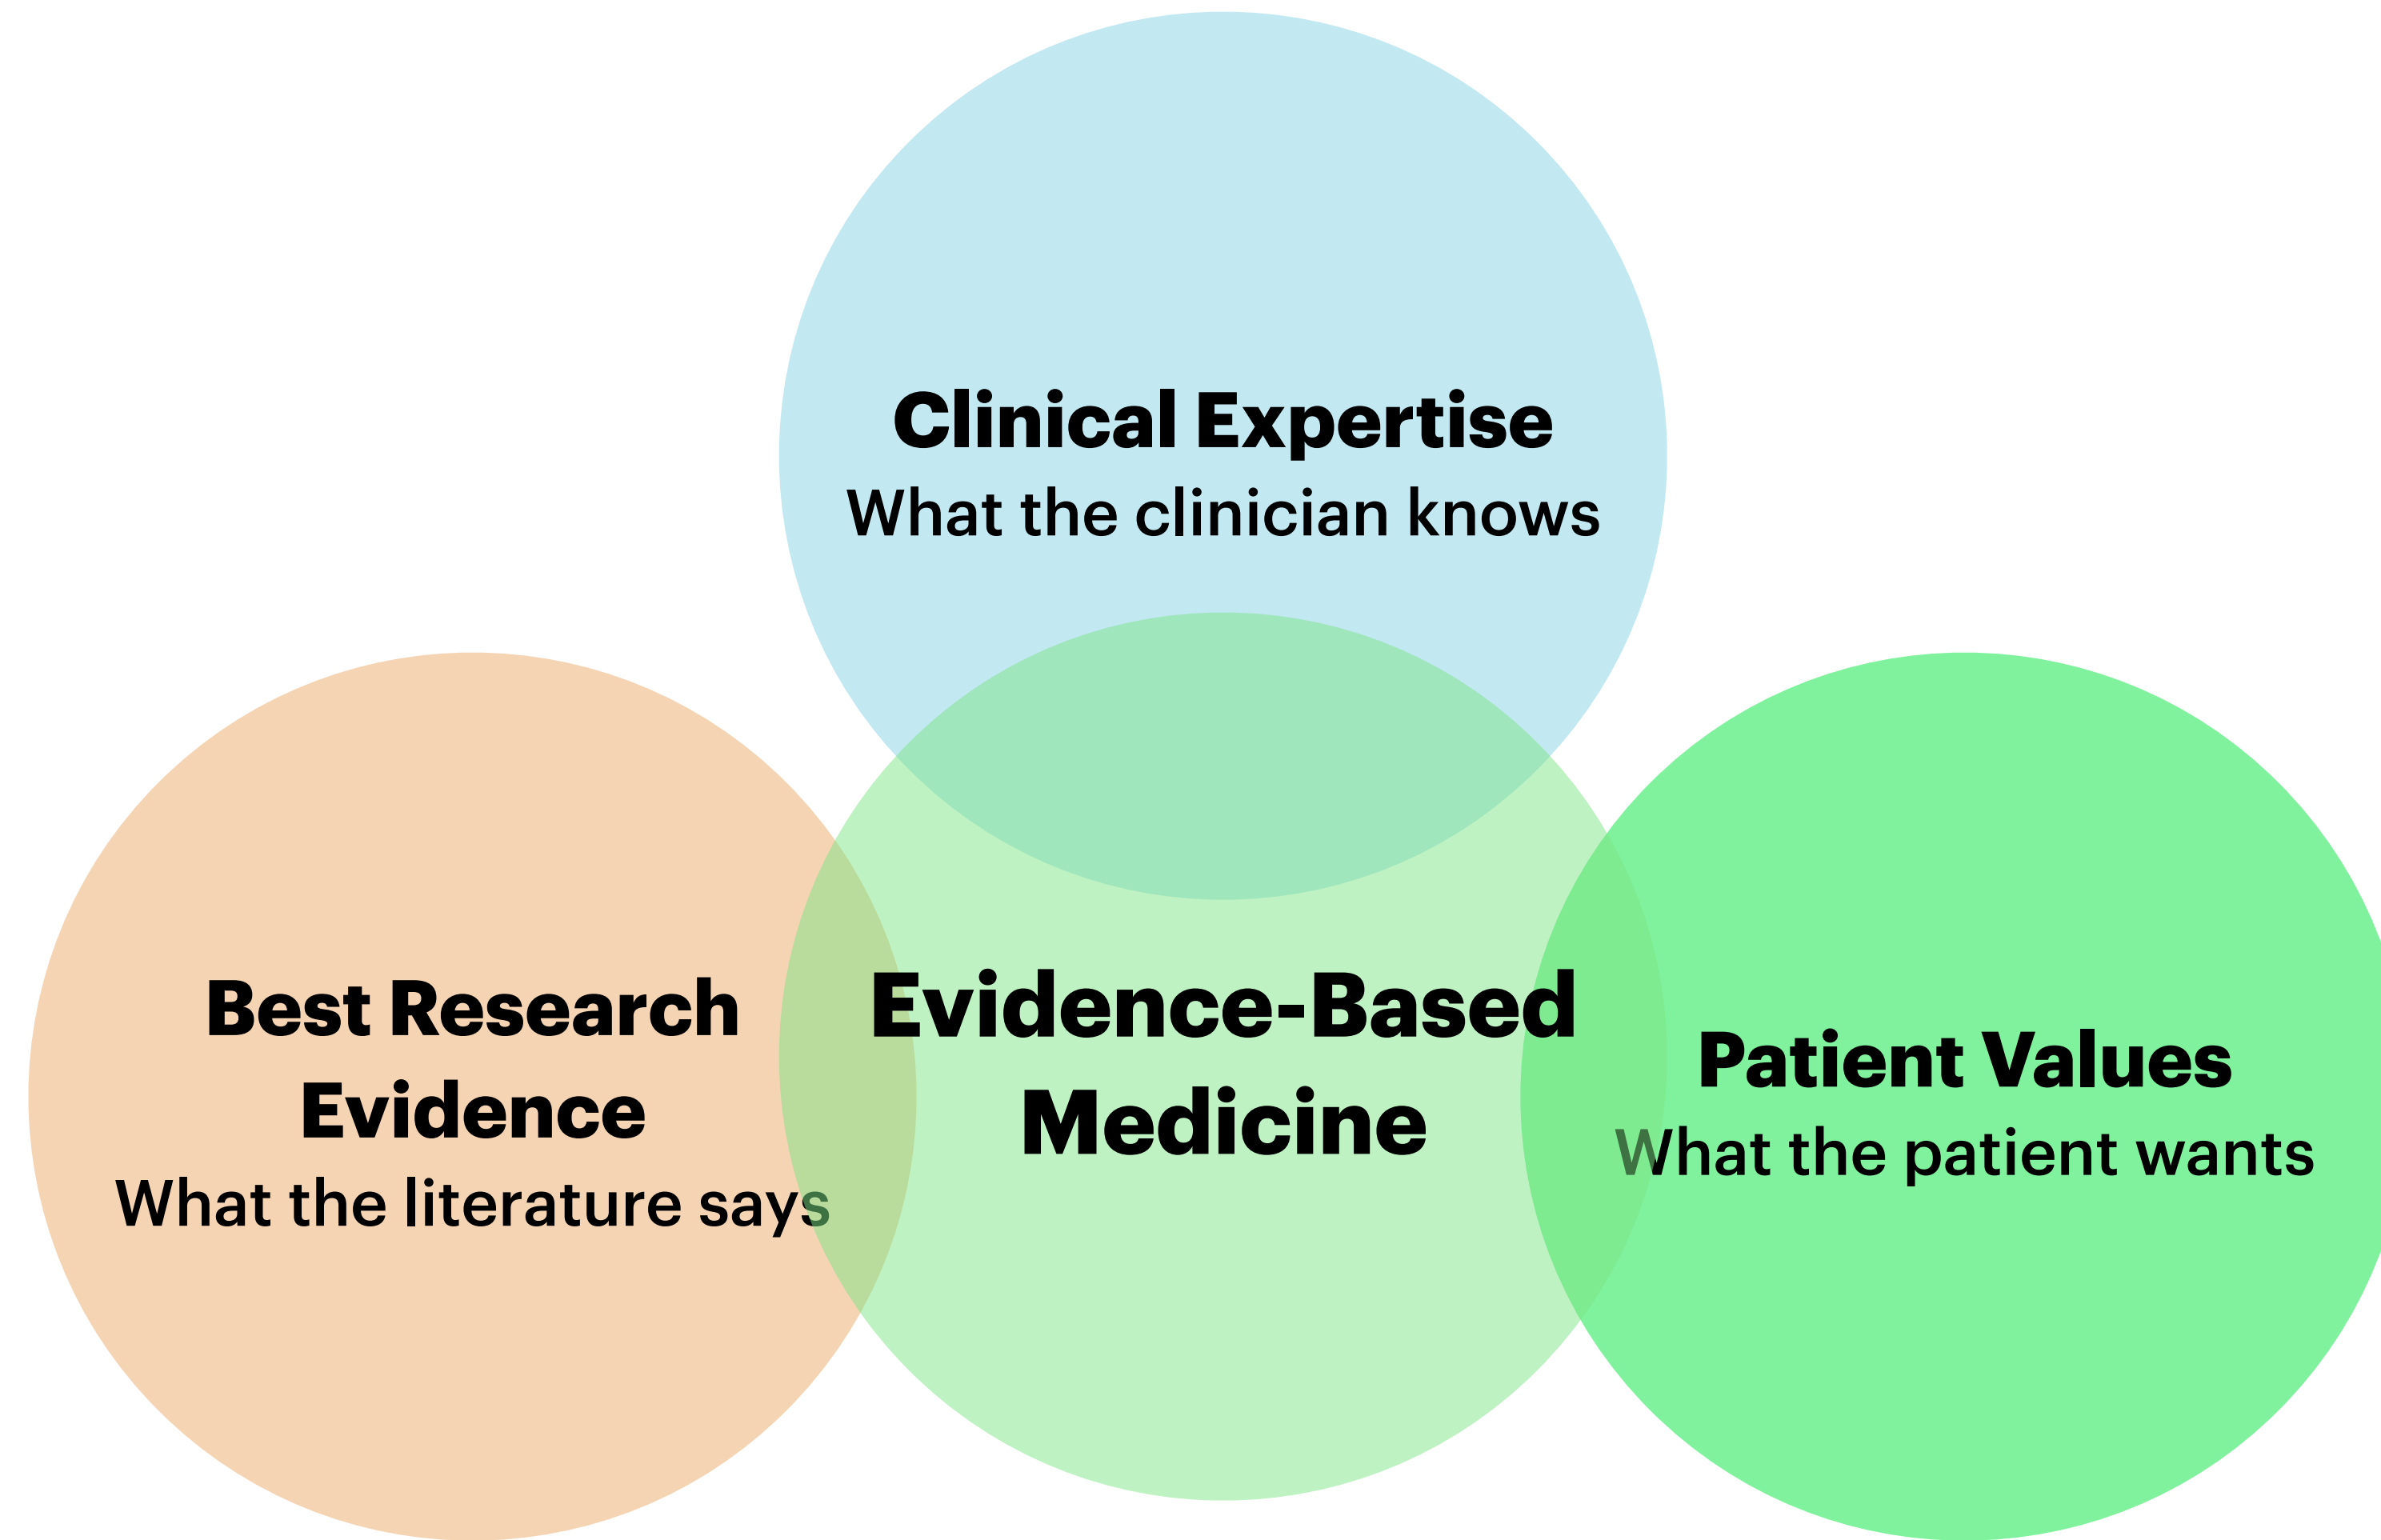 Clinical Expertise
What the clinician knows
Best Research
Evidence
What the literature says
Evidence-Based
Medicine
Patient Values
What the patient wants